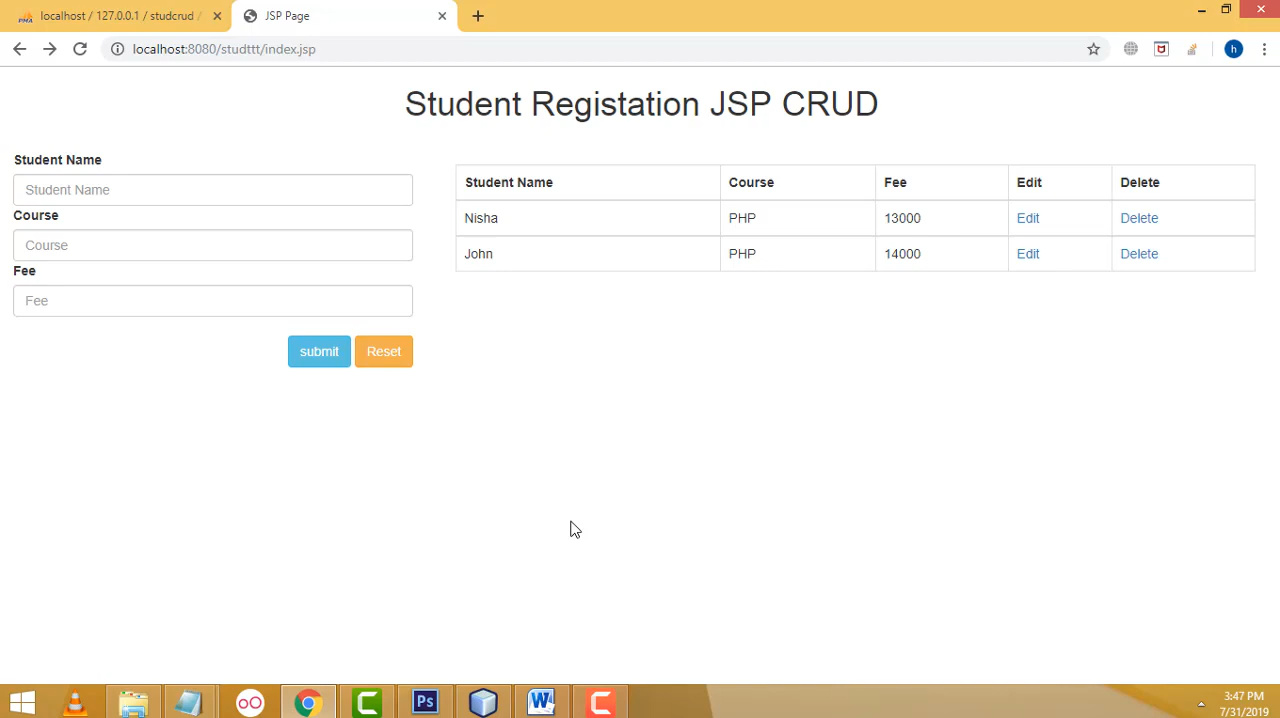 localhost / 127.0.0.1 / studcrud /
JSP Page
localhost:8080/studttt/index.jsp
h
Student Registation JSP CRUD
Student Name
Student Name
Course
Course
Fee
Fee
submit Reset
Student Name Course Fee Edit Delete
Nisha PHP 13000 Edit Delete
John PHP 14000 Edit Delete
Ps
W
3:47 PM
7/31/2019